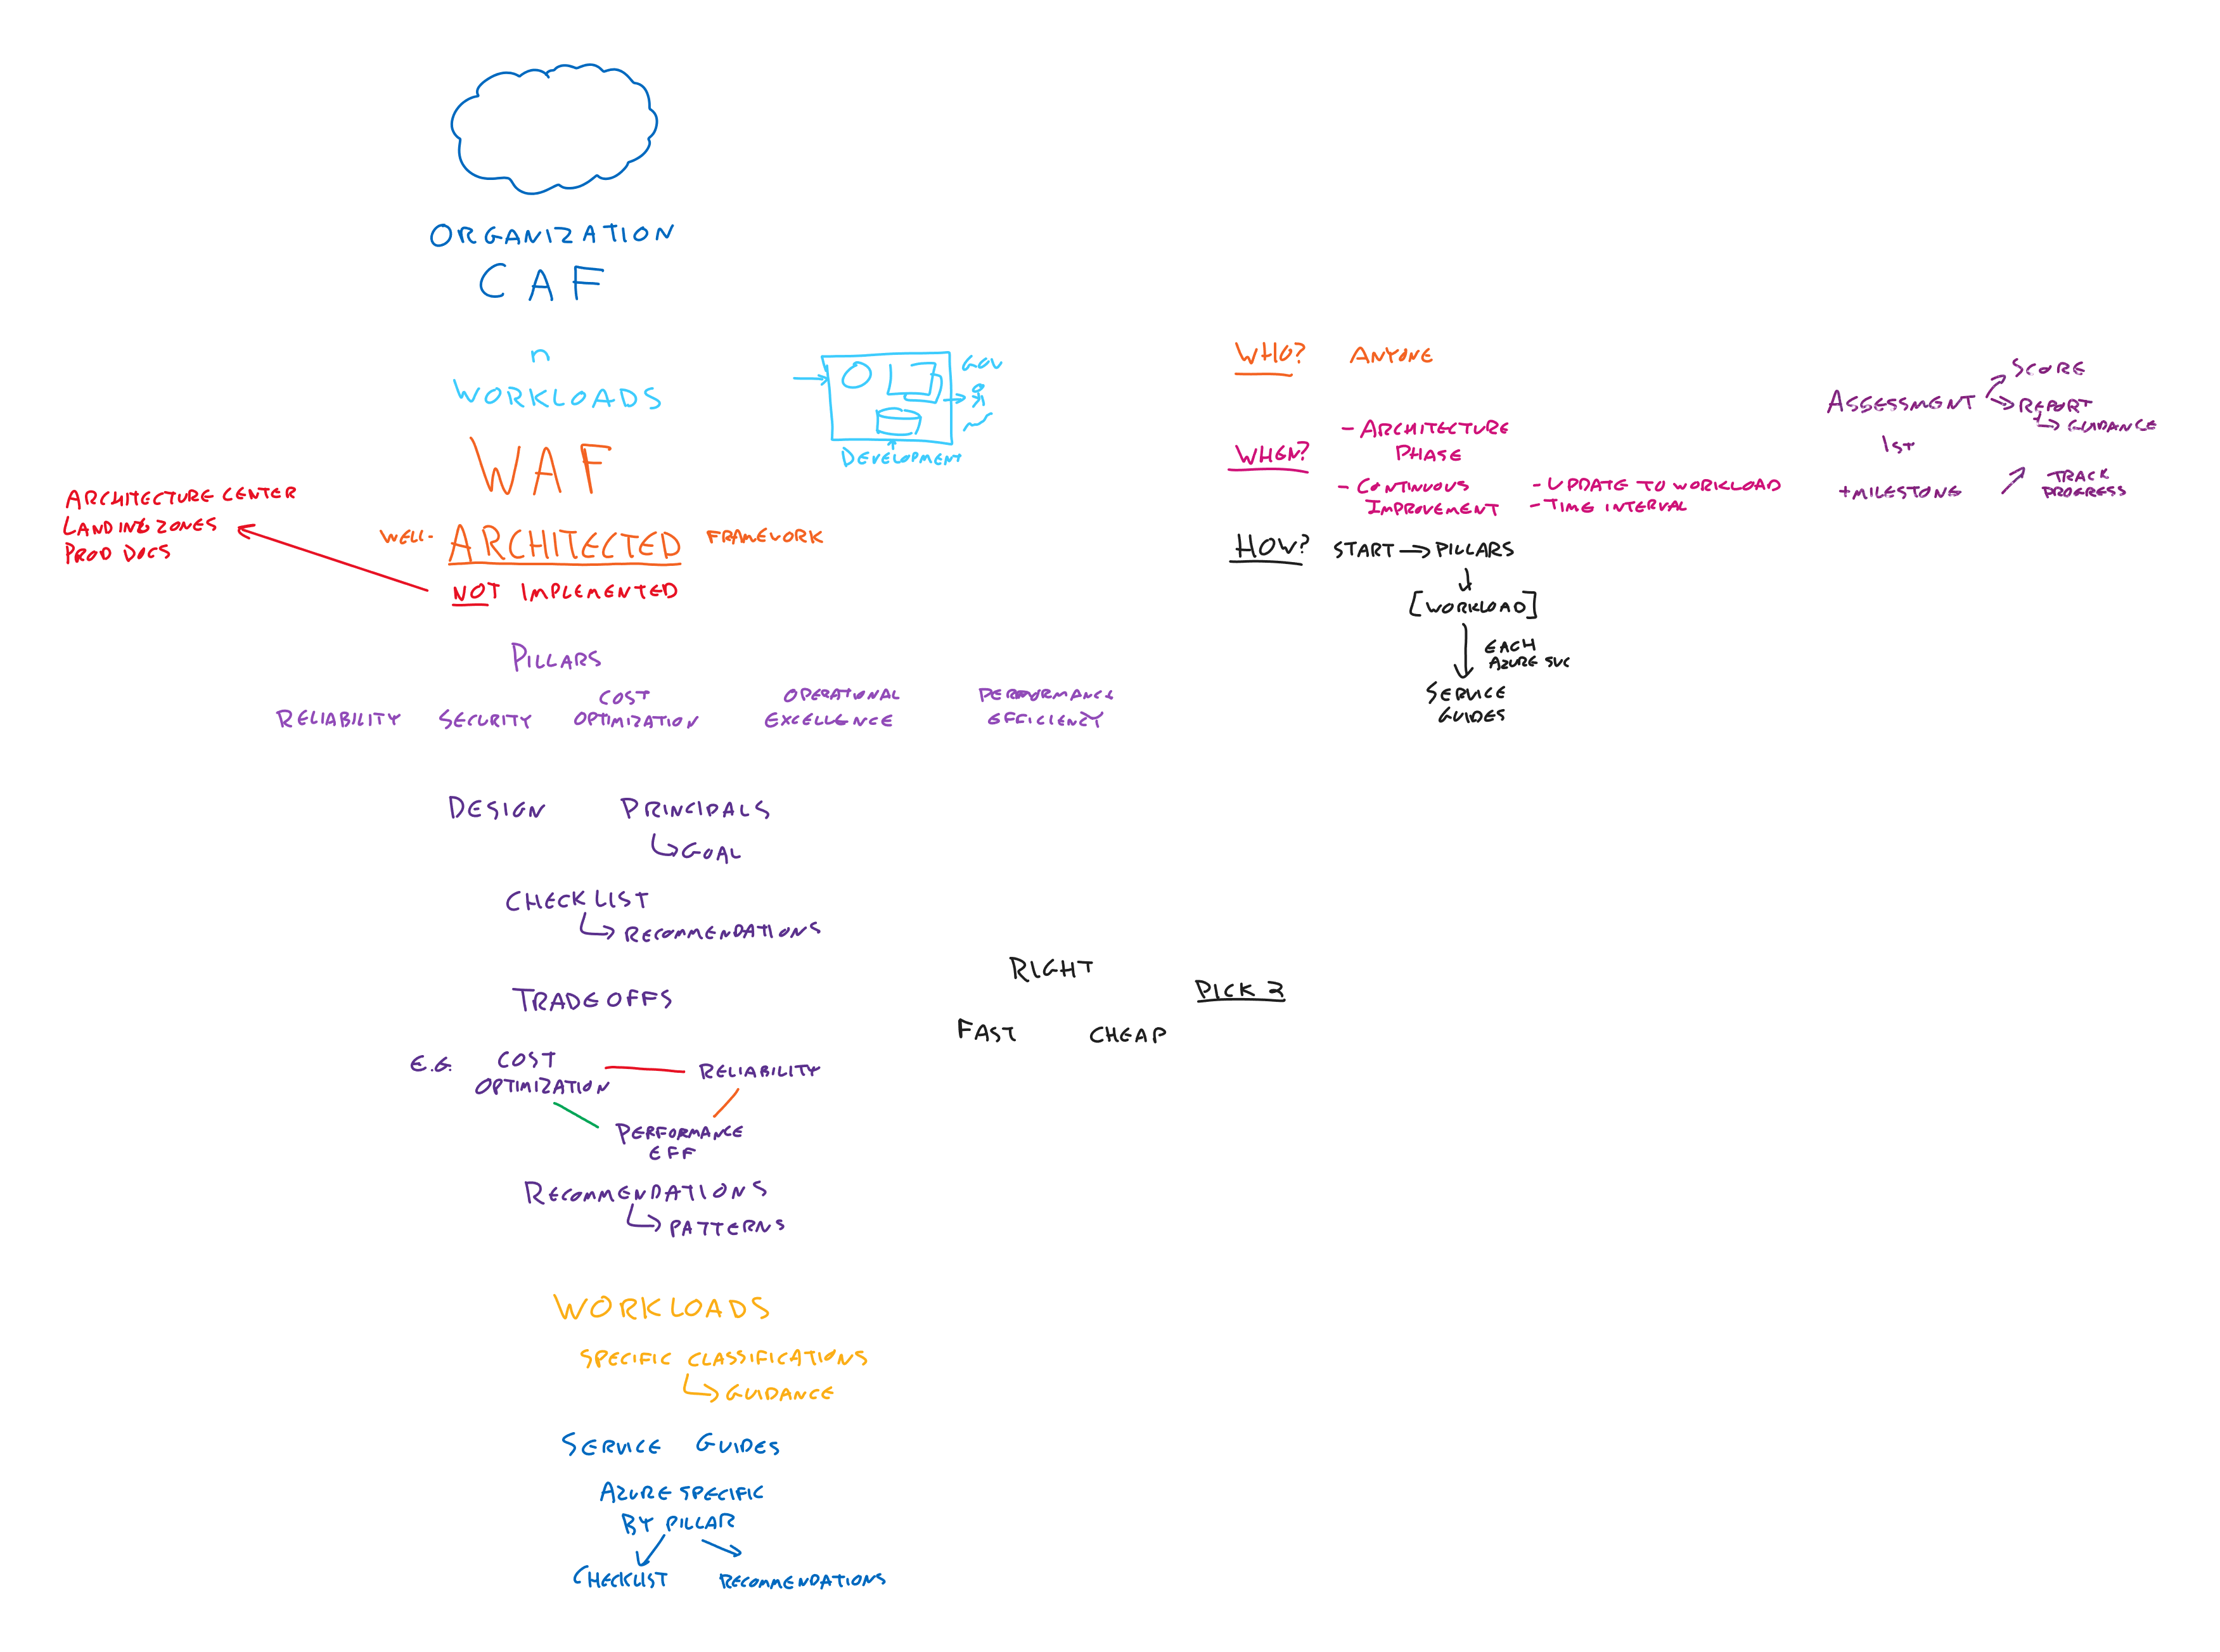 ORGANIZATION
CAF
n
WORKLOADS
GOV
DEVELOPMENT
WAF
WELL- ARCHITECTED FRAMEWORK
NOT IMPLEMENTED
ARCHITECTURE CENTER
LANDING ZONES
PROD DOCS
PILLARS
RELIABILITY
SECURITY
COST
OPTIMIZATION
OPERATIONAL
EXCELLENCE
PERFORMANCE
EFFICIENCY
DESIGN PRINCIPALS
GOAL
CHECKLIST
RECOMMENDATIONS
TRADEOFFS
E.G. COST
OPTIMIZATION
RELIABILITY
PERFORMANCE
EFF
RIGHT
FAST CHEAP
PICK 2
RECOMMENDATIONS
PATTERNS
WORKLOADS
SPECIFIC CLASSIFICATIONS
GUIDANCE
SERVICE GUIDES
AZURE SPECIFIC
BY PILLAR
CHECKLIST
RECOMMENDATIONS
WHO? ANYONE
WHEN?
- ARCHITECTURE
PHASE
- CONTINUOUS
IMPROVEMENT
- UPDATE TO WORKLOAD
- TIME INTERVAL
HOW? START → PILLARS
[WORKLOAD]
EACH
AZURE SVC
SERVICE
GUIDES
ASSESSMENT
SCORE
REPORT
GUIDANCE
1ST
+MILESTONE
TRACK
PROGRESS